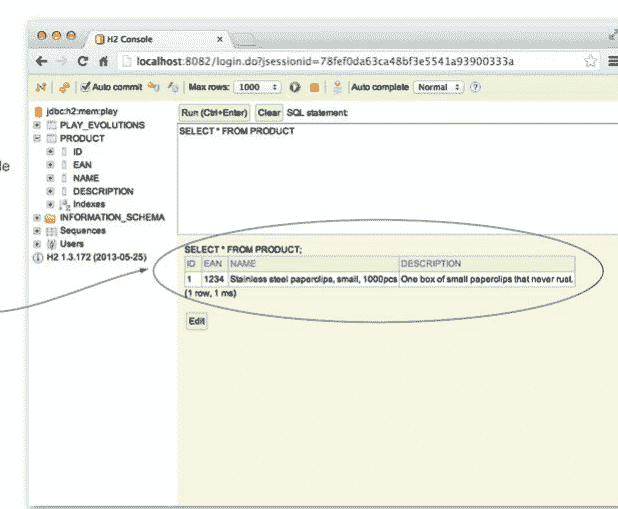 H2 Console
localhost:8082/login.do?jsessionid=78fef0da63ca48bf3e5541a93900333a
Auto commit Max rows: 1000 Auto complete Normal
jdbc:h2:mem:play
PLAY_EVOLUTIONS
PRODUCT
ID
EAN
NAME
DESCRIPTION
Indexes
INFORMATION_SCHEMA
Sequences
Users
H2 1.3.172 (2013-05-25)
Run (Ctrl+Enter) Clear SQL statement:
SELECT * FROM PRODUCT
SELECT * FROM PRODUCT;
ID EAN NAME DESCRIPTION
1 1234 Stainless steel paperclips, small, 1000pcs One box of small paperclips that never rust.
(1 row, 1 ms)
Edit